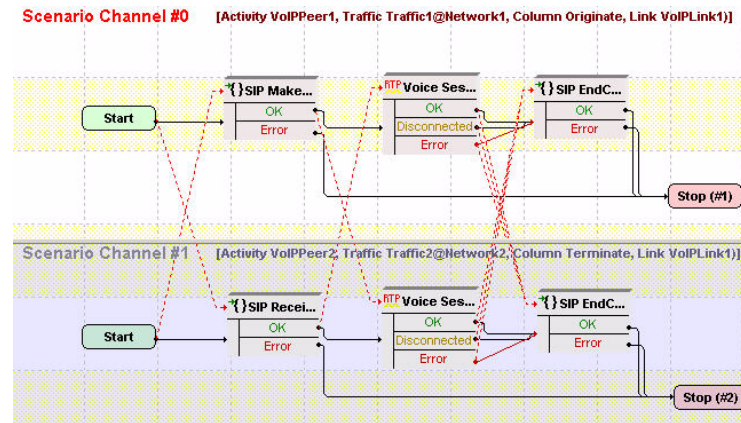 Scenario Channel #0 [Activity VoIPPeer1, Traffic Traffic1@Network1, Column Originate, Link VoIPLink1)]
{}SIP Make... RTP Voice Ses... {}SIP EndC...
Start OK OK OK
Disconnected
Error Error Error
Stop (#1)
Scenario Channel #1 [Activity VoIPPeer2, Traffic Traffic2@Network2, Column Terminate, Link VoIPLink1)]
{}SIP Recei... RTP Voice Ses... {}SIP EndC...
Start OK OK OK
Disconnected
Error Error Error
Stop (#2)